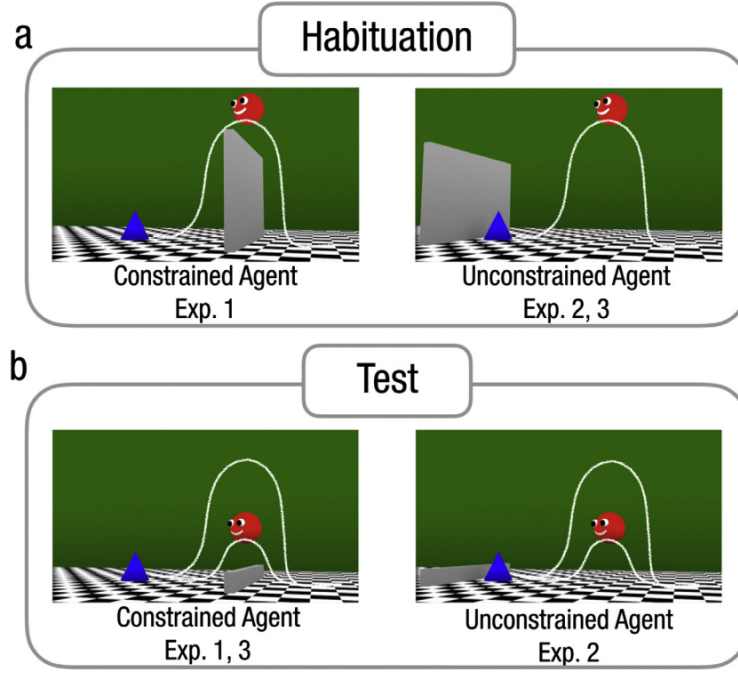 a
Habituation
Constrained Agent
Exp. 1
Unconstrained Agent
Exp. 2, 3
b
Test
Constrained Agent
Exp. 1, 3
Unconstrained Agent
Exp. 2